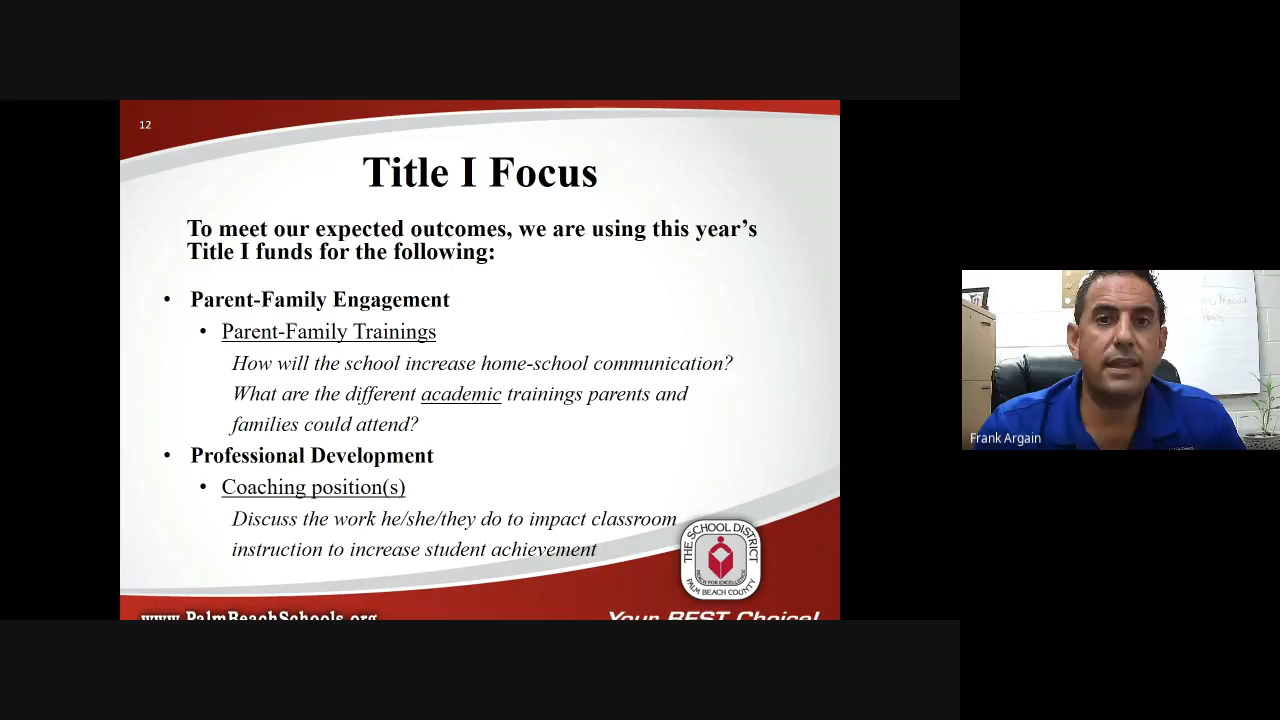 12
Title I Focus
To meet our expected outcomes, we are using this year’s
Title I funds for the following:
• Parent-Family Engagement
• Parent-Family Trainings
How will the school increase home-school communication?
What are the different academic trainings parents and
families could attend?
• Professional Development
• Coaching position(s)
Discuss the work he/she/they do to impact classroom
instruction to increase student achievement
THE SCHOOL DISTRICT
REACH FOR EXCELLENCE
PALM BEACH COUNTY
www.PalmBeachSchools.org
Your BEST Choice!
Frank Argain